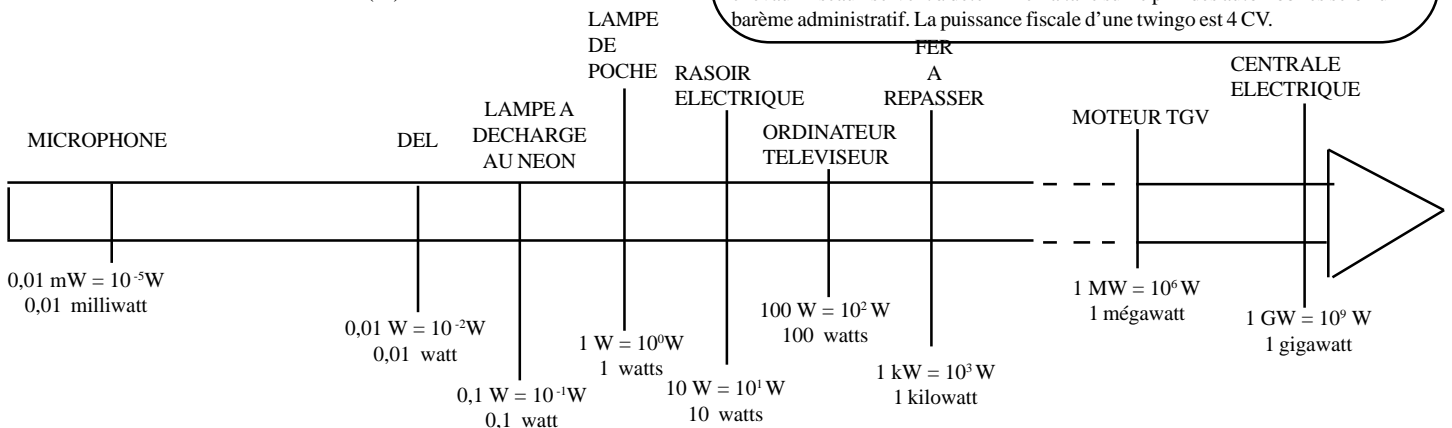 barème administratif. La puissance fiscale d’une twingo est 4 CV.
LAMPE
DE
POCHE
RASOIR
ELECTRIQUE
FER
A
REPASSER
CENTRALE
ELECTRIQUE
MICROPHONE
DEL
LAMPE A
DECHARGE
AU NEON
ORDINATEUR
TELEVISEUR
MOTEUR TGV
0,01 mW = 10⁻⁵W
0,01 milliwatt
0,01 W = 10⁻²W
0,01 watt
0,1 W = 10⁻¹W
0,1 watt
1 W = 10⁰W
1 watts
10 W = 10¹ W
10 watts
100 W = 10² W
100 watts
1 kW = 10³ W
1 kilowatt
1 MW = 10⁶ W
1 mégawatt
1 GW = 10⁹ W
1 gigawatt